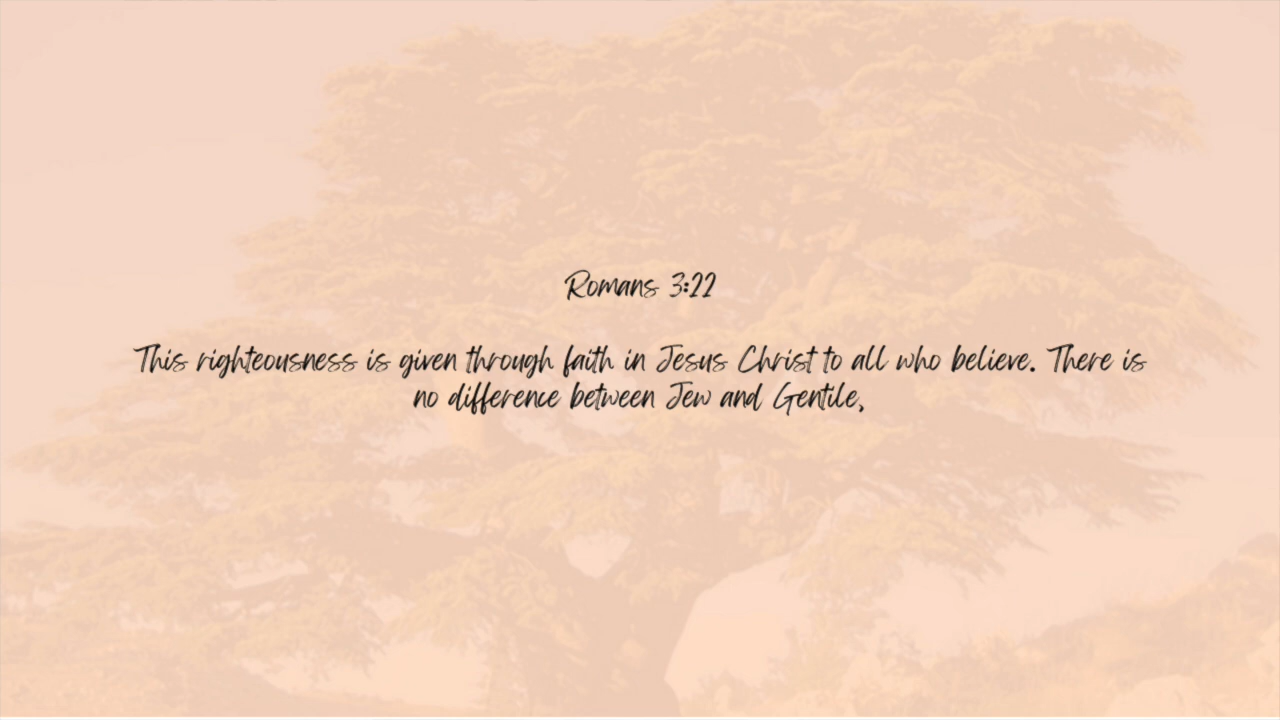 Romans 3:22
This righteousness is given through faith in Jesus Christ to all who believe. There is
no difference between Jew and Gentile,